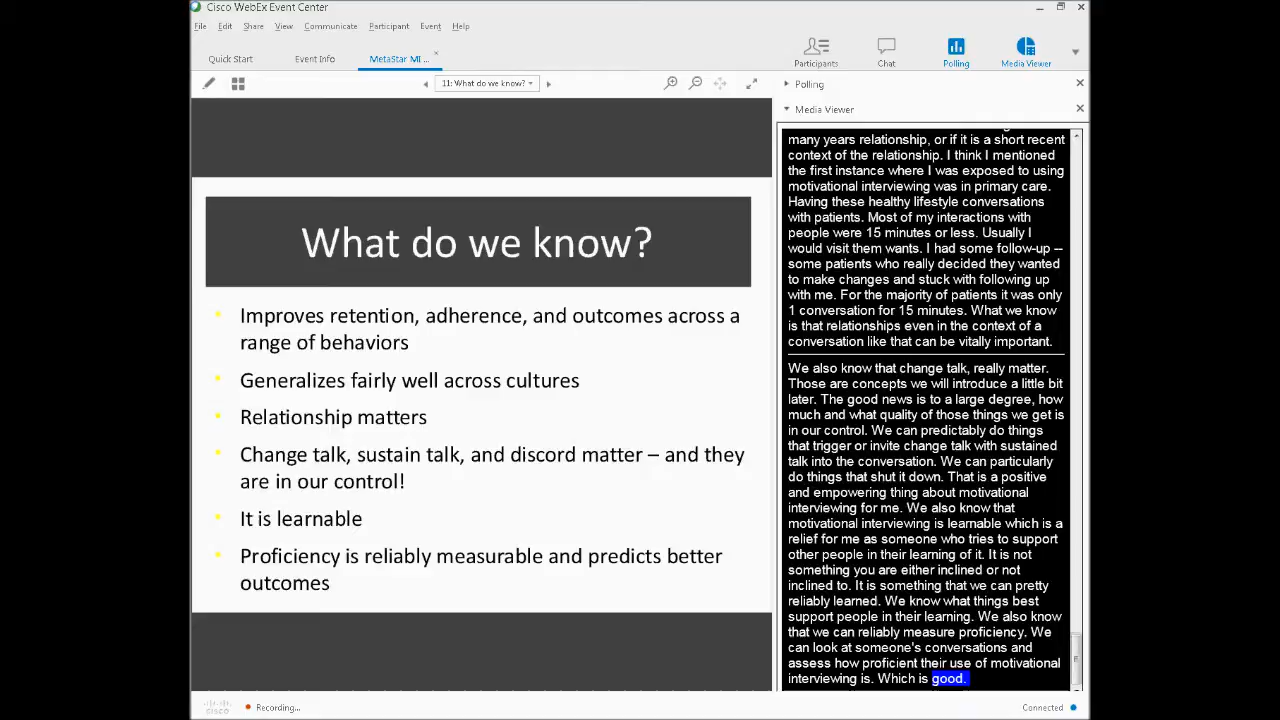 Cisco WebEx Event Center
File Edit Share View Communicate Participant Event Help
Quick Start Event Info MetaStar MI ...
Participants Chat Polling Media Viewer
11: What do we know?
Polling
Media Viewer
What do we know?
Improves retention, adherence, and outcomes across a
range of behaviors
Generalizes fairly well across cultures
Relationship matters
Change talk, sustain talk, and discord matter – and they
are in our control!
It is learnable
Proficiency is reliably measurable and predicts better
outcomes
many years relationship, or if it is a short recent
context of the relationship. I think I mentioned
the first instance where I was exposed to using
motivational interviewing was in primary care.
Having these healthy lifestyle conversations
with patients. Most of my interactions with
people were 15 minutes or less. Usually I
would visit them wants. I had some follow-up --
some patients who really decided they wanted
to make changes and stuck with following up
with me. For the majority of patients it was only
1 conversation for 15 minutes. What we know
is that relationships even in the context of a
conversation like that can be vitally important.
We also know that change talk, really matter.
Those are concepts we will introduce a little bit
later. The good news is to a large degree, how
much and what quality of those things we get is
in our control. We can predictably do things
that trigger or invite change talk with sustained
talk into the conversation. We can particularly
do things that shut it down. That is a positive
and empowering thing about motivational
interviewing for me. We also know that
motivational interviewing is learnable which is a
relief for me as someone who tries to support
other people in their learning of it. It is not
something you are either inclined or not
inclined to. It is something that we can pretty
reliably learned. We know what things best
support people in their learning. We also know
that we can reliably measure proficiency. We
can look at someone's conversations and
assess how proficient their use of motivational
interviewing is. Which is good.
cisco
Recording...
Connected